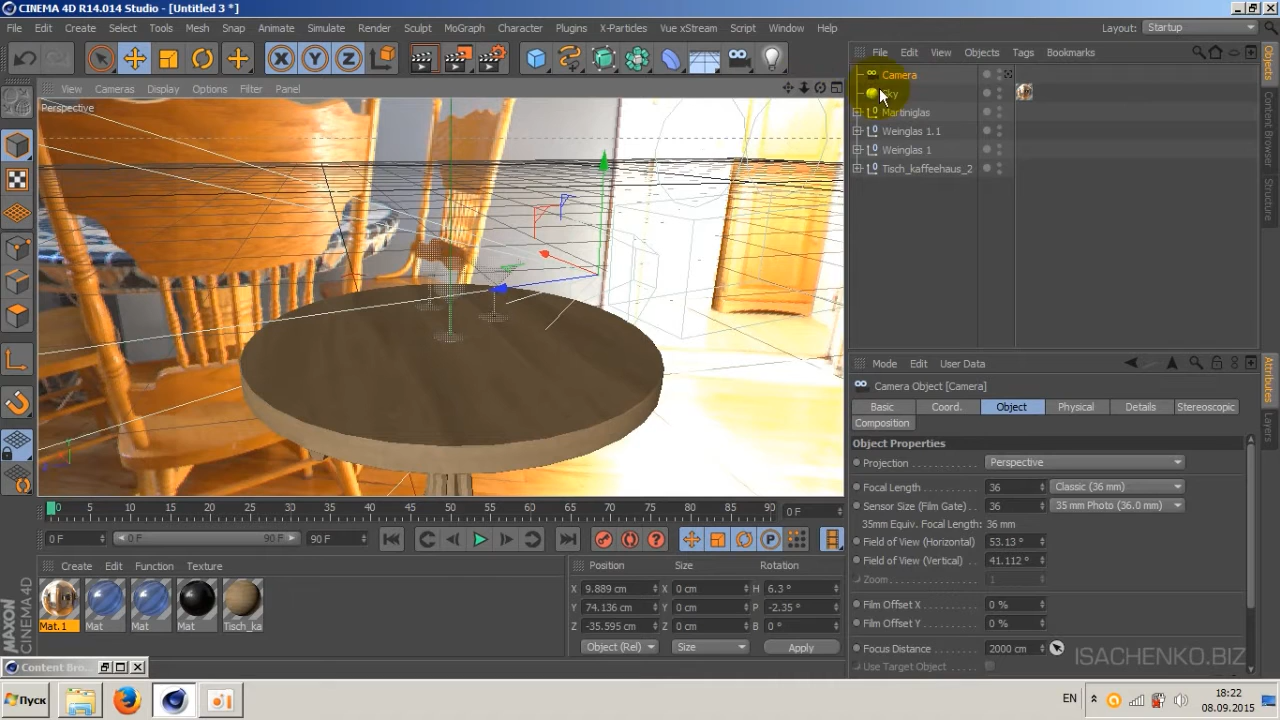 CINEMA 4D R14.014 Studio - [Untitled 3 *]
File Edit Create Select Tools Mesh Snap Animate Simulate Render Sculpt MoGraph Character Plugins X-Particles Vue xStream Script Window Help Layout: Startup
X Y Z
View Cameras Display Options Filter Panel
Perspective
File Edit View Objects Tags Bookmarks
Camera
Martiniglas
Weinglas 1.1
Weinglas 1
Tisch_kaffeehaus_2
Objects
Content Browser
Structure
Mode Edit User Data
Camera Object [Camera]
Basic Coord. Object Physical Details Stereoscopic
Composition
Object Properties
Projection Perspective
Focal Length 36 Classic (36 mm)
Sensor Size (Film Gate) 36 35 mm Photo (36.0 mm)
35mm Equiv. Focal Length: 36 mm
Field of View (Horizontal) 53.13 °
Field of View (Vertical) 41.112 °
Zoom 1
Film Offset X 0 %
Film Offset Y 0 %
Focus Distance 2000 cm
Use Target Object
Attributes
Layers
0 5 10 15 20 25 30 35 40 45 50 55 60 65 70 75 80 85 90 0 F
0 F 0 F 90 F 90 F
Create Edit Function Texture
Mat.1 Mat Mat Mat Tisch_ka
Position Size Rotation
X 9.889 cm X 0 cm H 6.3 °
Y 74.136 cm Y 0 cm P -2.35 °
Z -35.595 cm Z 0 cm B 0 °
Object (Rel) Size Apply
MAXON CINEMA 4D
Content Bro...
ISACHENKO.BIZ
Пуск
EN
18:22
08.09.2015